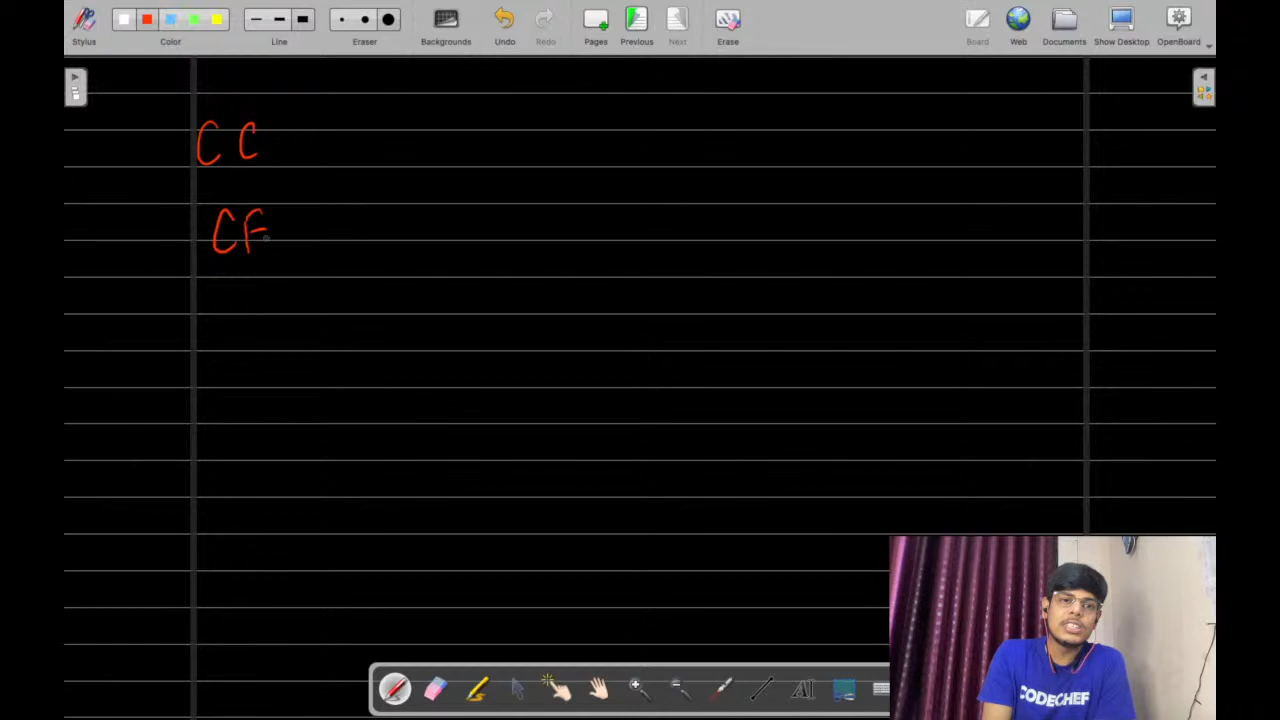 Stylus
Color
Line
Eraser
Backgrounds
Undo
Redo
Pages
Previous
Next
Erase
Board
Web
Documents
Show Desktop
OpenBoard
C C
CF
CODECHEF
AI